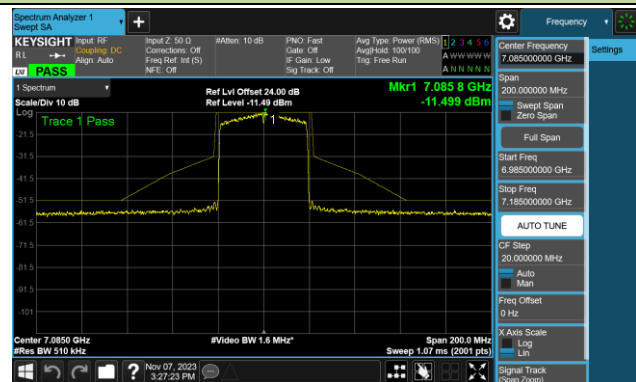 Spectrum Analyzer 1
Swept SA
+
Frequency
KEYSIGHT
RL
LXI
PASS
Input: RF
Coupling: DC
Align: Auto
Input Z: 50 Ω
Corrections: Off
Freq Ref: Int (S)
NFE: Off
#Atten: 10 dB
PNO: Fast
Gate: Off
IF Gain: Low
Sig Track: Off
Avg Type: Power (RMS)
Avg|Hold: 100/100
Trig: Free Run
1 2 3 4 5 6
A W W W W W
A N N N N N
1 Spectrum
Scale/Div 10 dB
Ref Lvl Offset 24.00 dB
Ref Level -11.49 dBm
Mkr1 7.085 8 GHz
-11.499 dBm
Log
Trace 1 Pass
1
-21.5
-31.5
-41.5
-51.5
-61.5
-71.5
-81.5
-91.5
-101
Center 7.0850 GHz
#Res BW 510 kHz
#Video BW 1.6 MHz*
Span 200.0 MHz
Sweep 1.07 ms (2001 pts)
Nov 07, 2023
3:27:23 PM
Center Frequency
7.085000000 GHz
Settings
Span
200.000000 MHz
Swept Span
Zero Span
Full Span
Start Freq
6.985000000 GHz
Stop Freq
7.185000000 GHz
AUTO TUNE
CF Step
20.000000 MHz
Auto
Man
Freq Offset
0 Hz
X Axis Scale
Log
Lin
Signal Track
(Span Zoom)